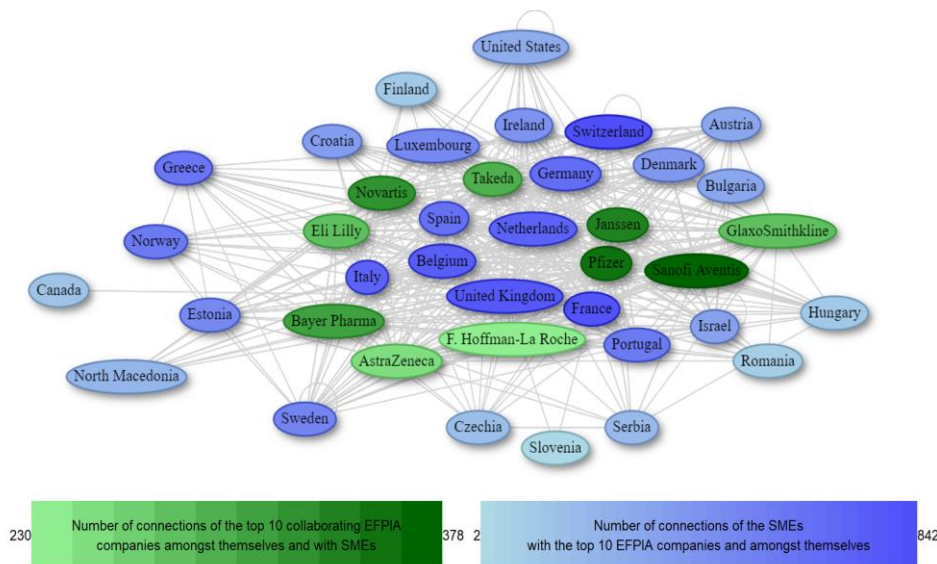 United States
Finland
Croatia
Luxembourg
Ireland
Switzerland
Austria
Greece
Novartis
Takeda
Germany
Denmark
Bulgaria
Norway
Eli Lilly
Spain
Netherlands
Janssen
GlaxoSmithkline
Canada
Italy
Belgium
Pfizer
Sanofi Aventis
Estonia
United Kingdom
France
Hungary
Bayer Pharma
F. Hoffman-La Roche
Israel
North Macedonia
AstraZeneca
Portugal
Romania
Sweden
Czechia
Slovenia
Serbia
230
Number of connections of the top 10 collaborating EFPIA
companies amongst themselves and with SMEs
378
2
Number of connections of the SMEs
with the top 10 EFPIA companies and amongst themselves
842